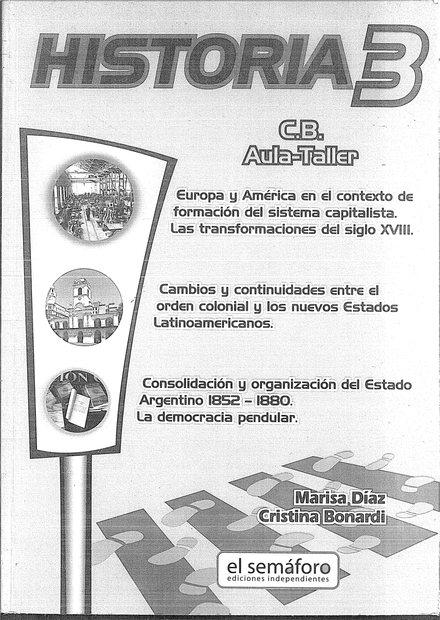 HISTORIA 3
C.B.
Aula-Taller
Europa y América en el contexto de
formación del sistema capitalista.
Las transformaciones del siglo XVIII.
Cambios y continuidades entre el
orden colonial y los nuevos Estados
Latinoamericanos.
Consolidación y organización del Estado
Argentino 1852 - 1880.
La democracia pendular.
Marisa Díaz
Cristina Bonardi
el semáforo
ediciones independientes